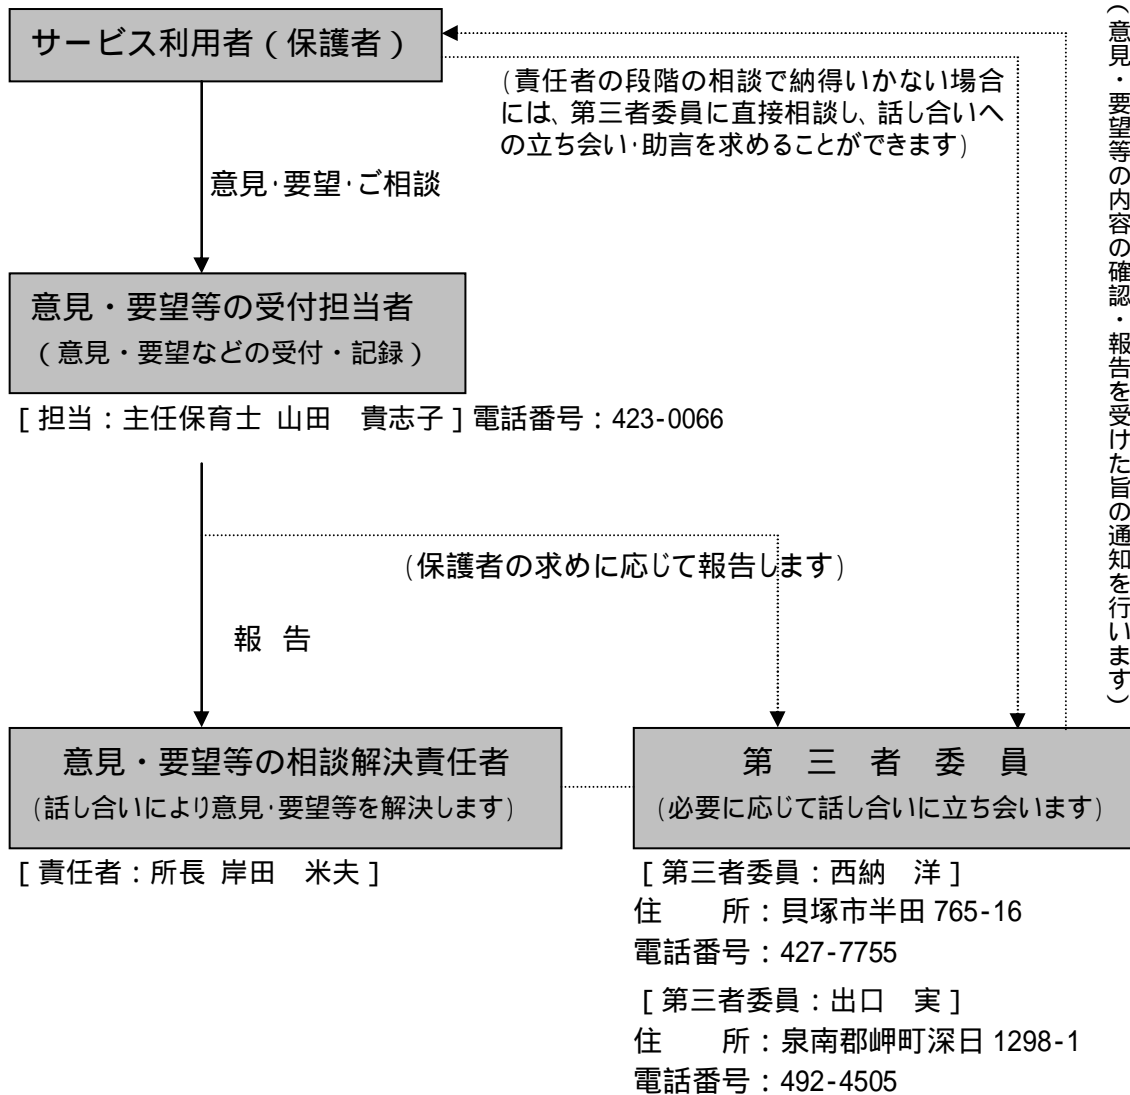 サービス利用者（保護者）
（責任者の段階の相談で納得いかない場合
には、第三者委員に直接相談し、話し合いへ
の立ち会い・助言を求めることができます）
（意見・要望等の内容の確認・報告を受けた旨の通知を行います）
意見・要望・ご相談
意見・要望等の受付担当者
（意見・要望などの受付・記録）
[ 担当：主任保育士 山田　貴志子 ] 電話番号：423-0066
（保護者の求めに応じて報告します）
報 告
意見・要望等の相談解決責任者
（話し合いにより意見・要望等を解決します）
[ 責任者：所長 岸田　米夫 ]
第 三 者 委 員
（必要に応じて話し合いに立ち会います）
[ 第三者委員：西納　洋 ]
住　　所：貝塚市半田 765-16
電話番号：427-7755
[ 第三者委員：出口　実 ]
住　　所：泉南郡岬町深日 1298-1
電話番号：492-4505